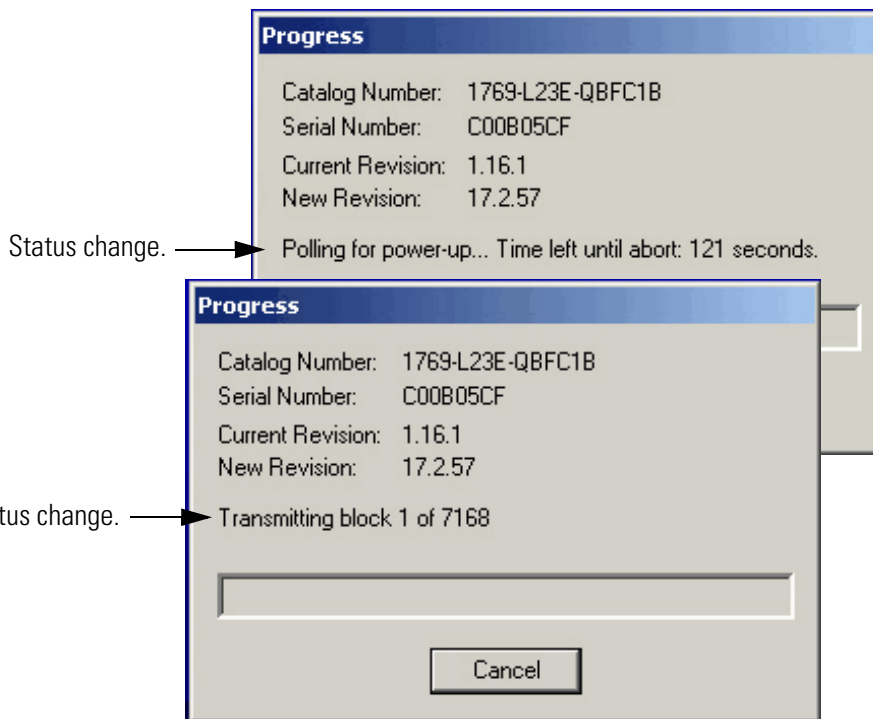 Progress
Catalog Number: 1769-L23E-QBFC1B
Serial Number: C00B05CF
Current Revision: 1.16.1
New Revision: 17.2.57
Status change.
Polling for power-up... Time left until abort: 121 seconds.
Progress
Catalog Number: 1769-L23E-QBFC1B
Serial Number: C00B05CF
Current Revision: 1.16.1
New Revision: 17.2.57
tus change.
Transmitting block 1 of 7168
Cancel